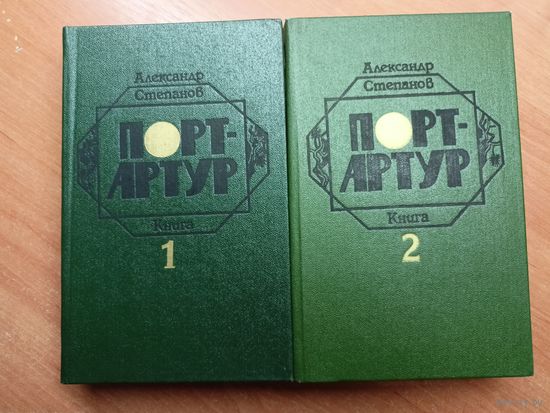 Александр
Степанов
ПОРТ-
АРТУР
Книга
1
Александр
Степанов
ПОРТ-
АРТУР
Книга
2